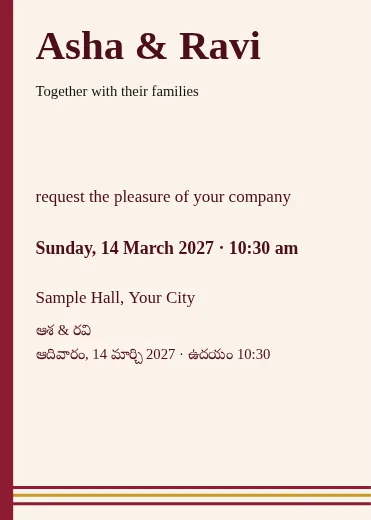 Asha & Ravi
Together with their families
request the pleasure of your company
Sunday, 14 March 2027 · 10:30 am
Sample Hall, Your City
ఆశ & రవి
ఆదివారం, 14 మార్చి 2027 · ఉదయం 10:30